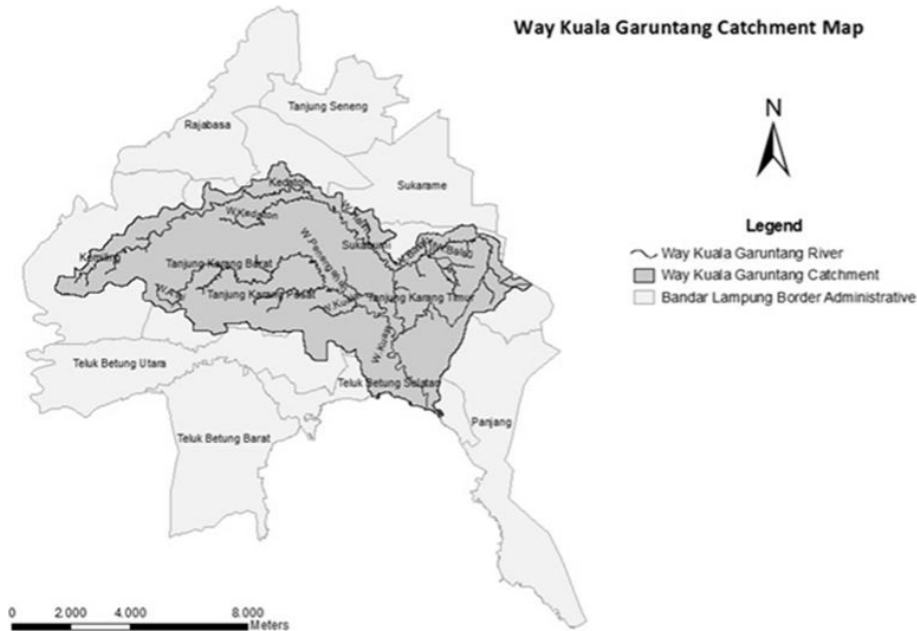 Way Kuala Garuntang Catchment Map
Tanjung Seneng
Rajabasa
N
Kedaton
Sukarame
W.Kedaton
Legend
Way Kuala Garuntang River
Sukabumi
Kemiling
Tanjung Karang Barat
Way Kuala Garuntang Catchment
Tanjung Karang Pusat
Tanjung Karang Timur
Bandar Lampung Border Administrative
W.Kuala
Teluk Betung Utara
Teluk Betung Selatan
Panjang
Teluk Betung Barat
0 2.000 4.000 8.000
Meters